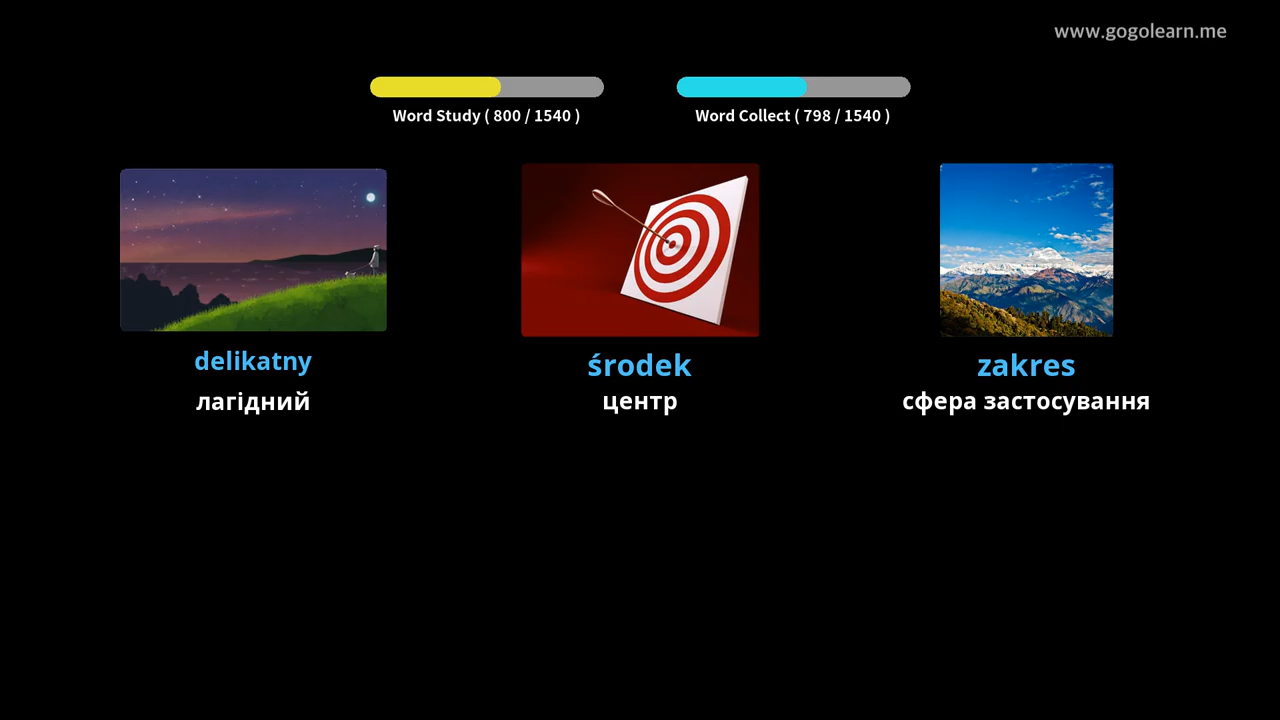 www.gogolearn.me
Word Study ( 800 / 1540 )
Word Collect ( 798 / 1540 )
delikatny
лагідний
środek
центр
zakres
сфера застосування